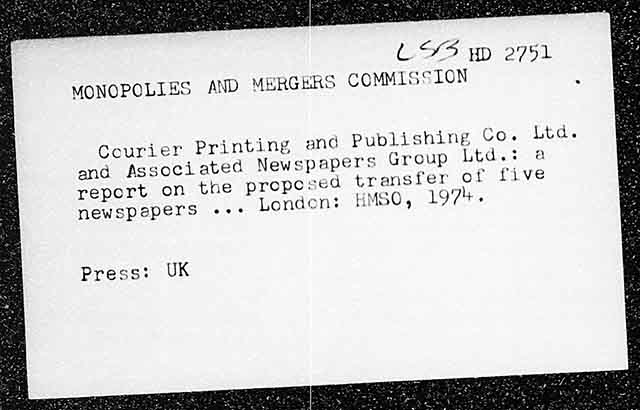 LSB HD 2751
MONOPOLIES AND MERGERS COMMISSION .
Courier Printing and Publishing Co. Ltd.
and Associated Newspapers Group Ltd.: a
report on the proposed transfer of five
newspapers ... London: HMSO, 1974.
Press: UK